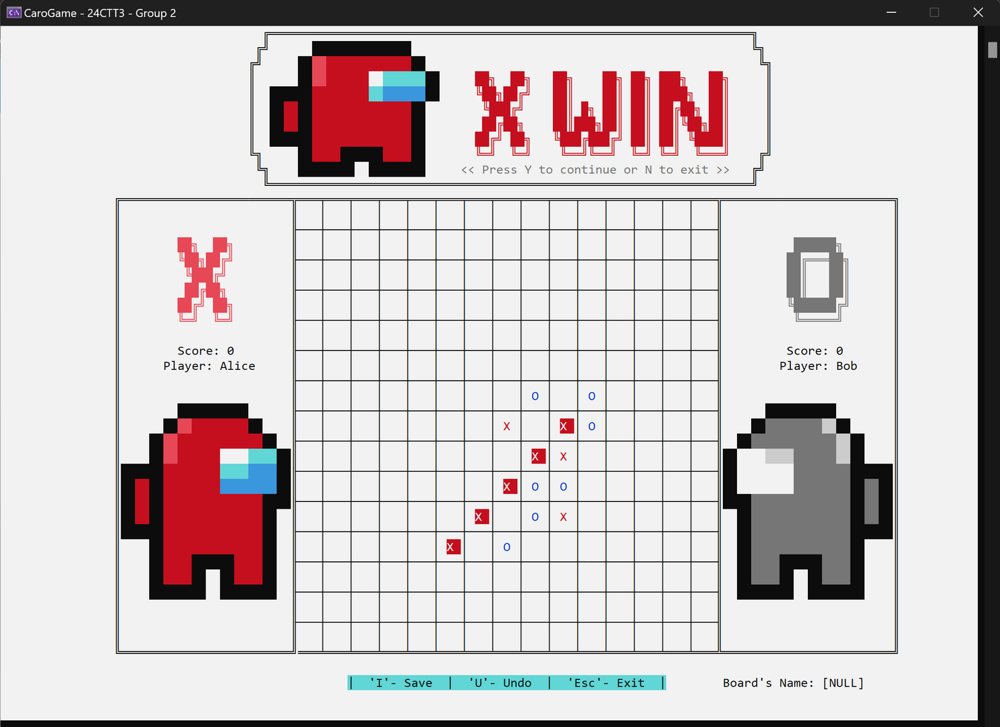 CaroGame - 24CTT3 - Group 2
X WIN
<< Press Y to continue or N to exit >>
X
O
Score: 0
Player: Alice
Score: 0
Player: Bob
O O
X X O
X X
X O O
X O X
X O
| 'I'- Save | 'U'- Undo | 'Esc'- Exit |
Board's Name: [NULL]